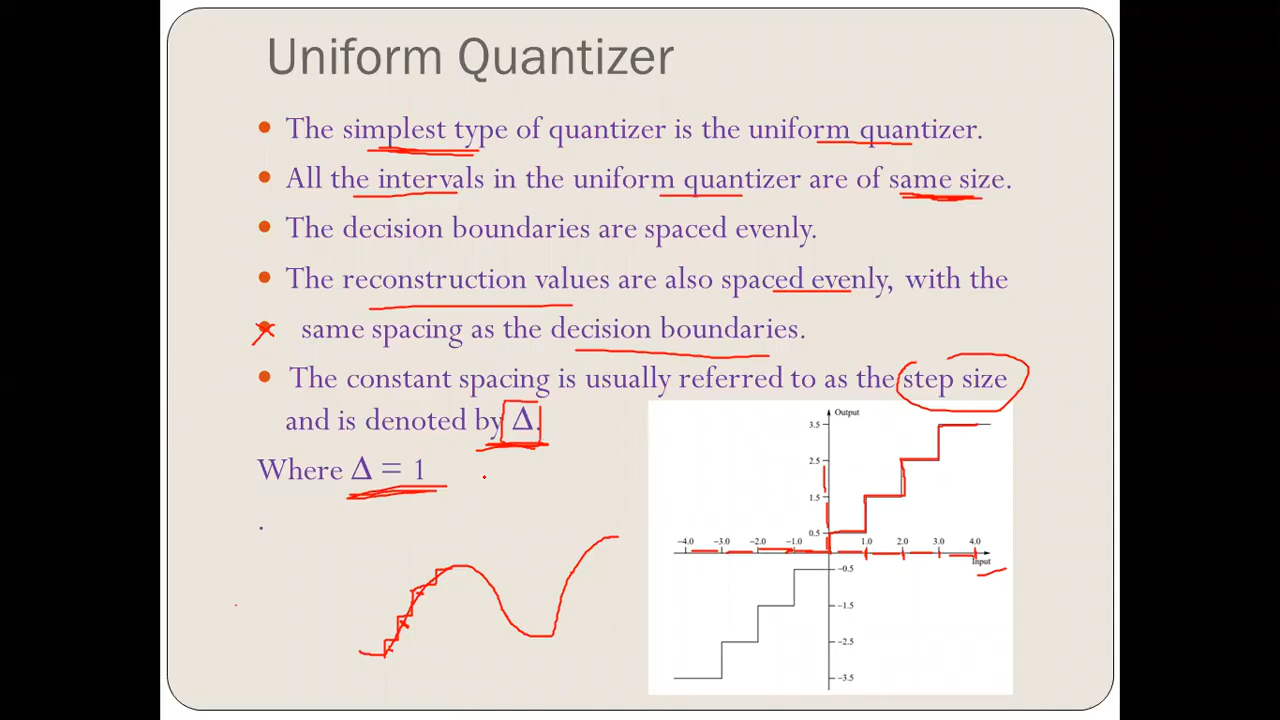 Uniform Quantizer
The simplest type of quantizer is the uniform quantizer.
All the intervals in the uniform quantizer are of same size.
The decision boundaries are spaced evenly.
The reconstruction values are also spaced evenly, with the
same spacing as the decision boundaries.
The constant spacing is usually referred to as the step size
and is denoted by Δ.
Where Δ = 1
.
Output
3.5
2.5
1.5
0.5
-4.0 -3.0 -2.0 -1.0 1.0 2.0 3.0 4.0
Input
-0.5
-1.5
-2.5
-3.5